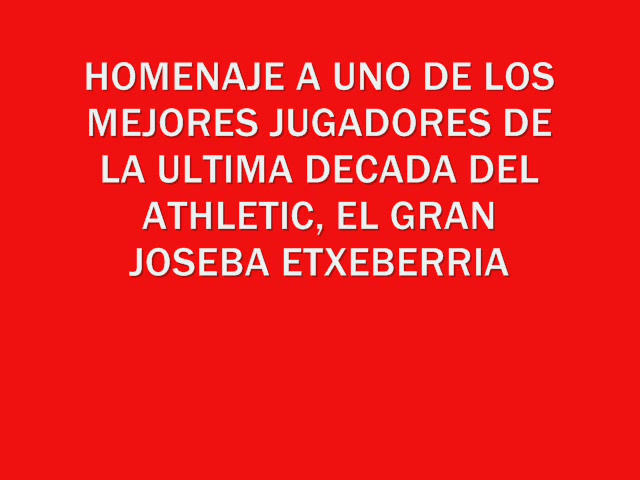 HOMENAJE A UNO DE LOS
MEJORES JUGADORES DE
LA ULTIMA DECADA DEL
ATHLETIC, EL GRAN
JOSEBA ETXEBERRIA